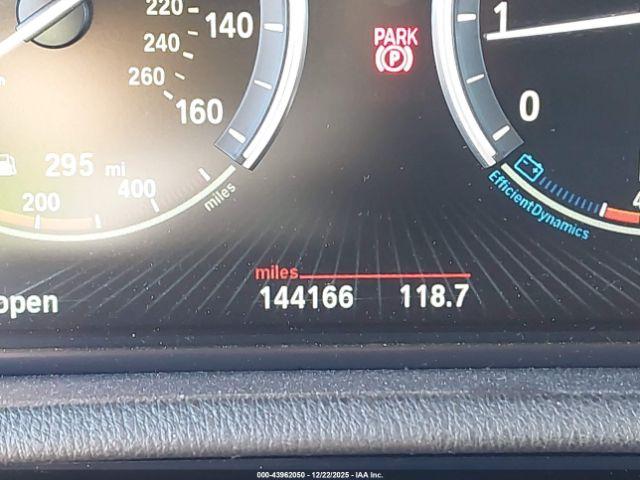 220
140
240
260
160
295 mi
200
400
miles
PARK
P
1
0
EfficientDynamics
4
miles
144166 118.7
open
000-43962050 - 12/22/2025 - IAA Inc.